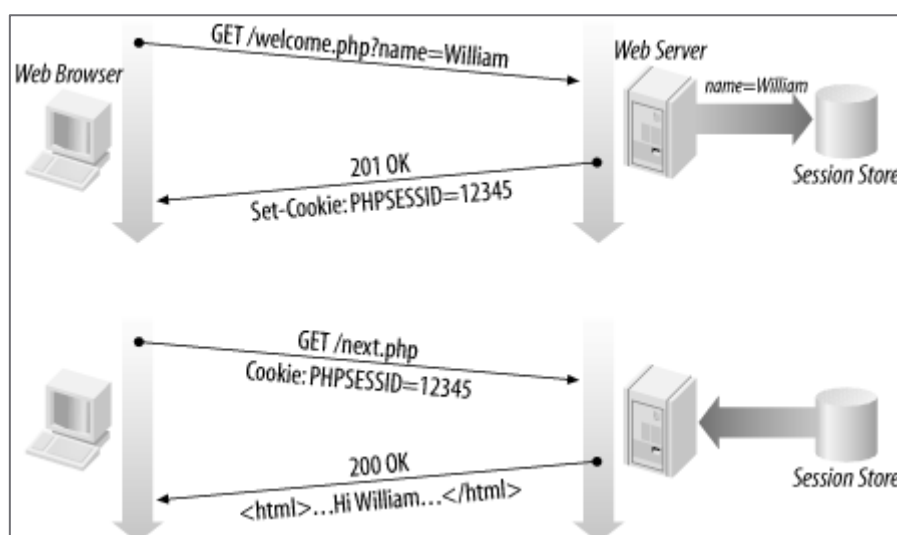 GET /welcome.php?name=William
Web Browser
Web Server
name=William
201 OK
Set-Cookie: PHPSESSID=12345
Session Store
GET /next.php
Cookie: PHPSESSID=12345
200 OK
<html>...Hi William...</html>
Session Store